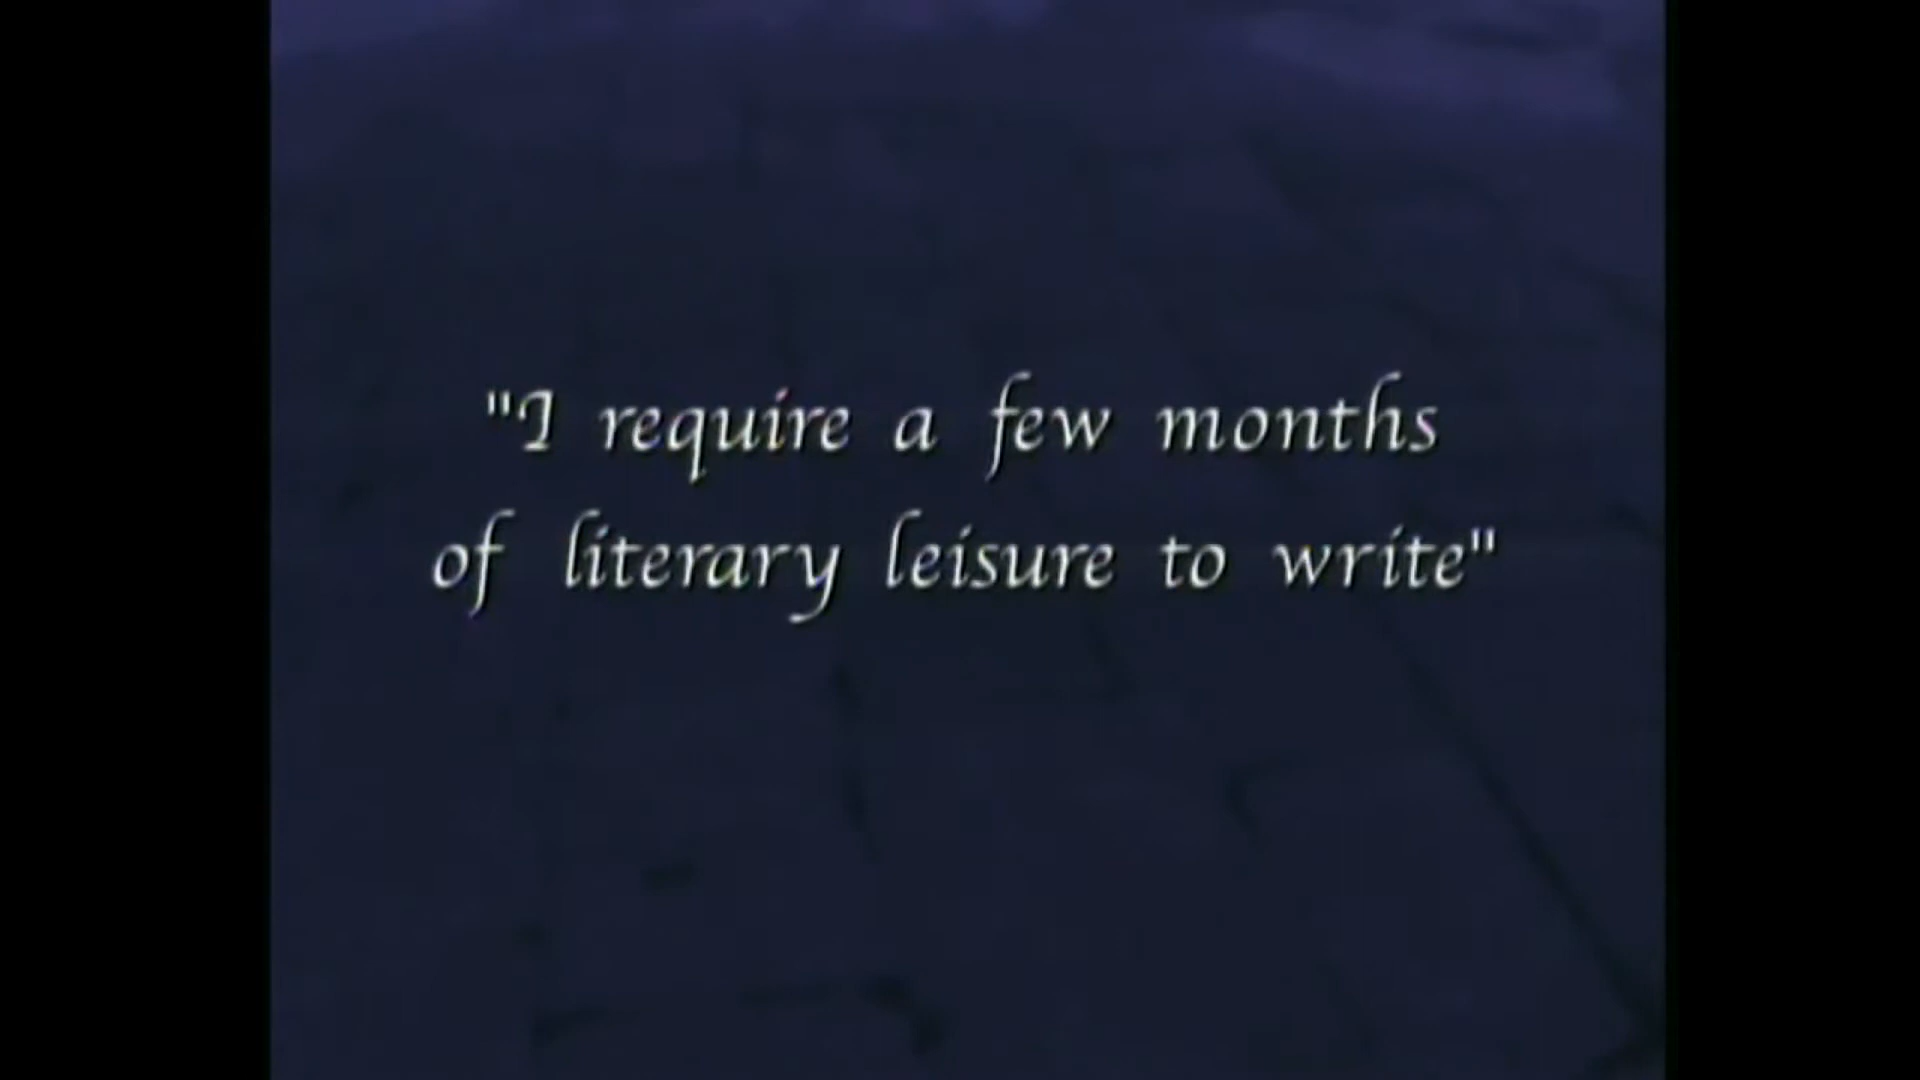 "I require a few months
of literary leisure to write"